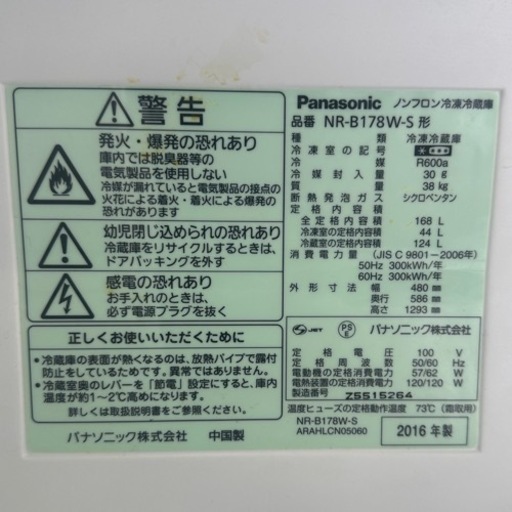 警告
発火・爆発の恐れあり
庫内では脱臭器等の
電気製品を使用しない
冷媒が漏れていると電気製品の接点の
火花による着火・着火による爆発の
恐れがあります
幼児閉じ込められの恐れあり
冷蔵庫をリサイクルするときは、
ドアパッキングを外す
感電の恐れあり
お手入れのときは、
必ず電源プラグを抜く
正しくお使いいただくために
・冷蔵庫の表面が熱くなるのは、放熱パイプで露付
防止をしているためです。異常ではありません。
・冷蔵室奥のレバーを「節電」設定にすると、庫内
温度が約1~2℃高くなります。
詳しくは取扱説明書をご覧ください。
パナソニック株式会社 中国製
Panasonic ノンフロン冷凍冷蔵庫
品番 NR-B178W-S 形
種類 冷凍冷蔵庫
冷凍室の記号
冷媒 R600a
冷媒封入量 30 g
質量 38 kg
断熱発泡ガス シクロペンタン
定格内容積
全定格内容積 168 L
冷凍室の定格内容積 44 L
冷蔵室の定格内容積 124 L
消費電力量 (JIS C 9801-2006年)
50Hz 300kWh/年
60Hz 300kWh/年
外形寸法 幅 480 mm
奥行 586 mm
高さ 1293 mm
JET PSE パナソニック株式会社
定格電圧 100 V
定格周波数 50/60 Hz
電動機の定格消費電力 57/62 W
電熱装置の定格消費電力 120/120 W
製造番号 Z5515264
温度ヒューズの定格動作温度 73℃ (霜取用)
NR-B178W-S
ARAHLCN05060
2016 年製